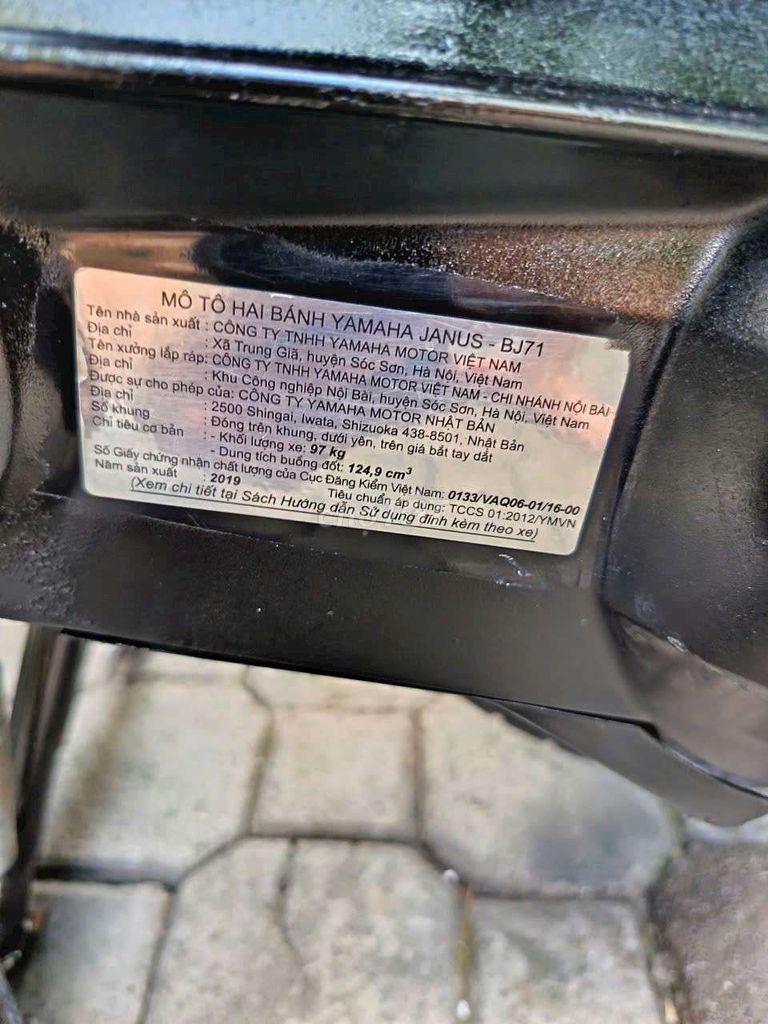 MÔ TÔ HAI BÁNH YAMAHA JANUS - BJ71
Tên nhà sản xuất : CÔNG TY TNHH YAMAHA MOTOR VIỆT NAM
Địa chỉ : Xã Trung Giã, huyện Sóc Sơn, Hà Nội, Việt Nam
Tên xưởng lắp ráp: CÔNG TY TNHH YAMAHA MOTOR VIỆT NAM - CHI NHÁNH NỘI BÀI
Địa chỉ : Khu Công nghiệp Nội Bài, huyện Sóc Sơn, Hà Nội, Việt Nam
Được sự cho phép của: CÔNG TY YAMAHA MOTOR NHẬT BẢN
Địa chỉ : 2500 Shingai, Iwata, Shizuoka 438-8501, Nhật Bản
Số khung : Đóng trên khung, dưới yên, trên giá bắt tay dắt
Chỉ tiêu cơ bản : - Khối lượng xe: 97 kg
- Dung tích buồng đốt: 124,9 cm³
Số Giấy chứng nhận chất lượng của Cục Đăng Kiểm Việt Nam: 0133/VAQ06-01/16-00
Năm sản xuất : 2019 Tiêu chuẩn áp dụng: TCCS 01:2012/YMVN
(Xem chi tiết tại Sách Hướng dẫn Sử dụng đính kèm theo xe)